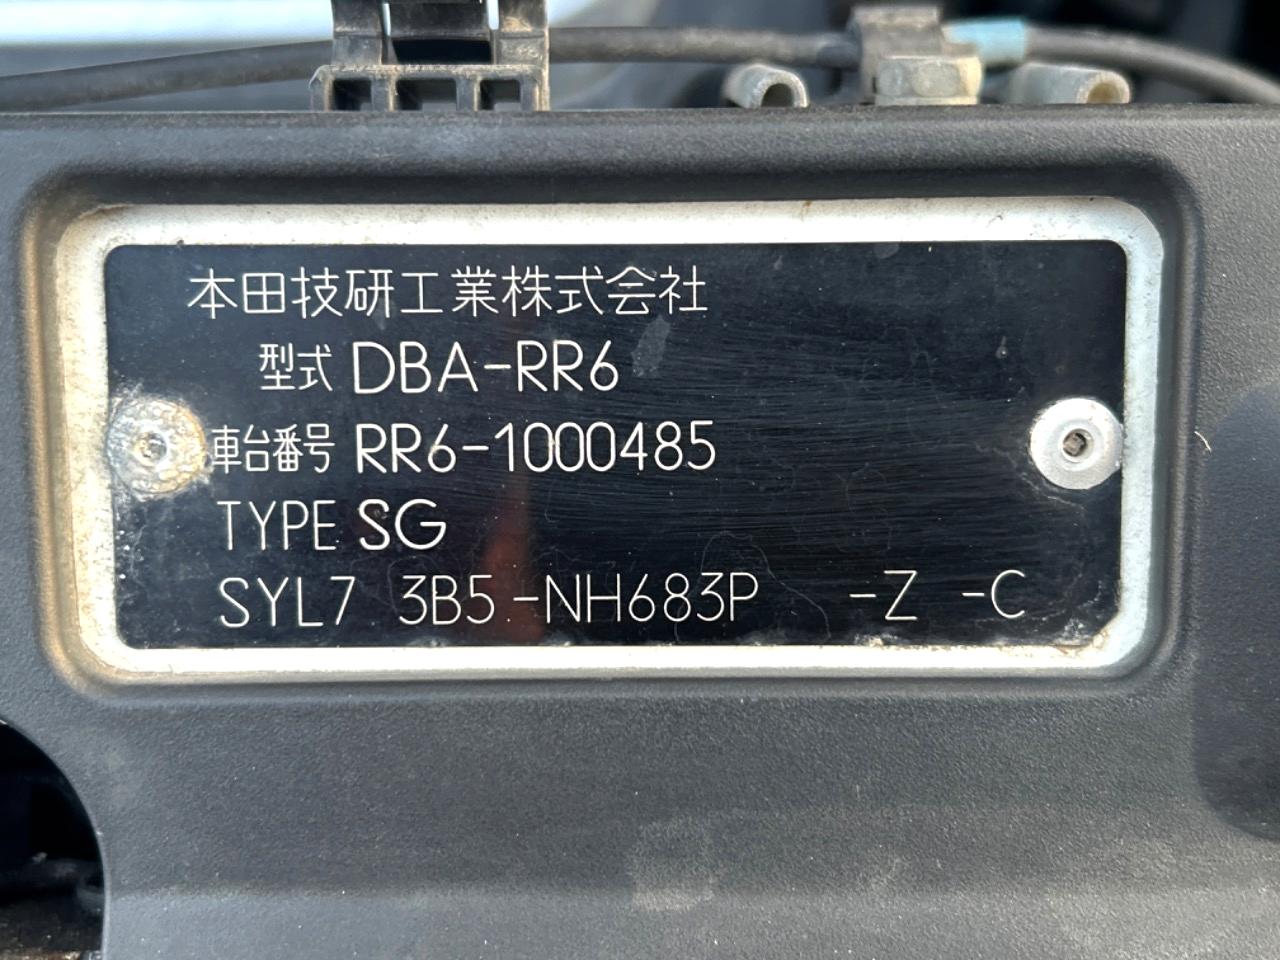 本田技研工業株式会社
型式 DBA-RR6
車台番号 RR6-1000485
TYPE SG
SYL7 3B5-NH683P -Z -C